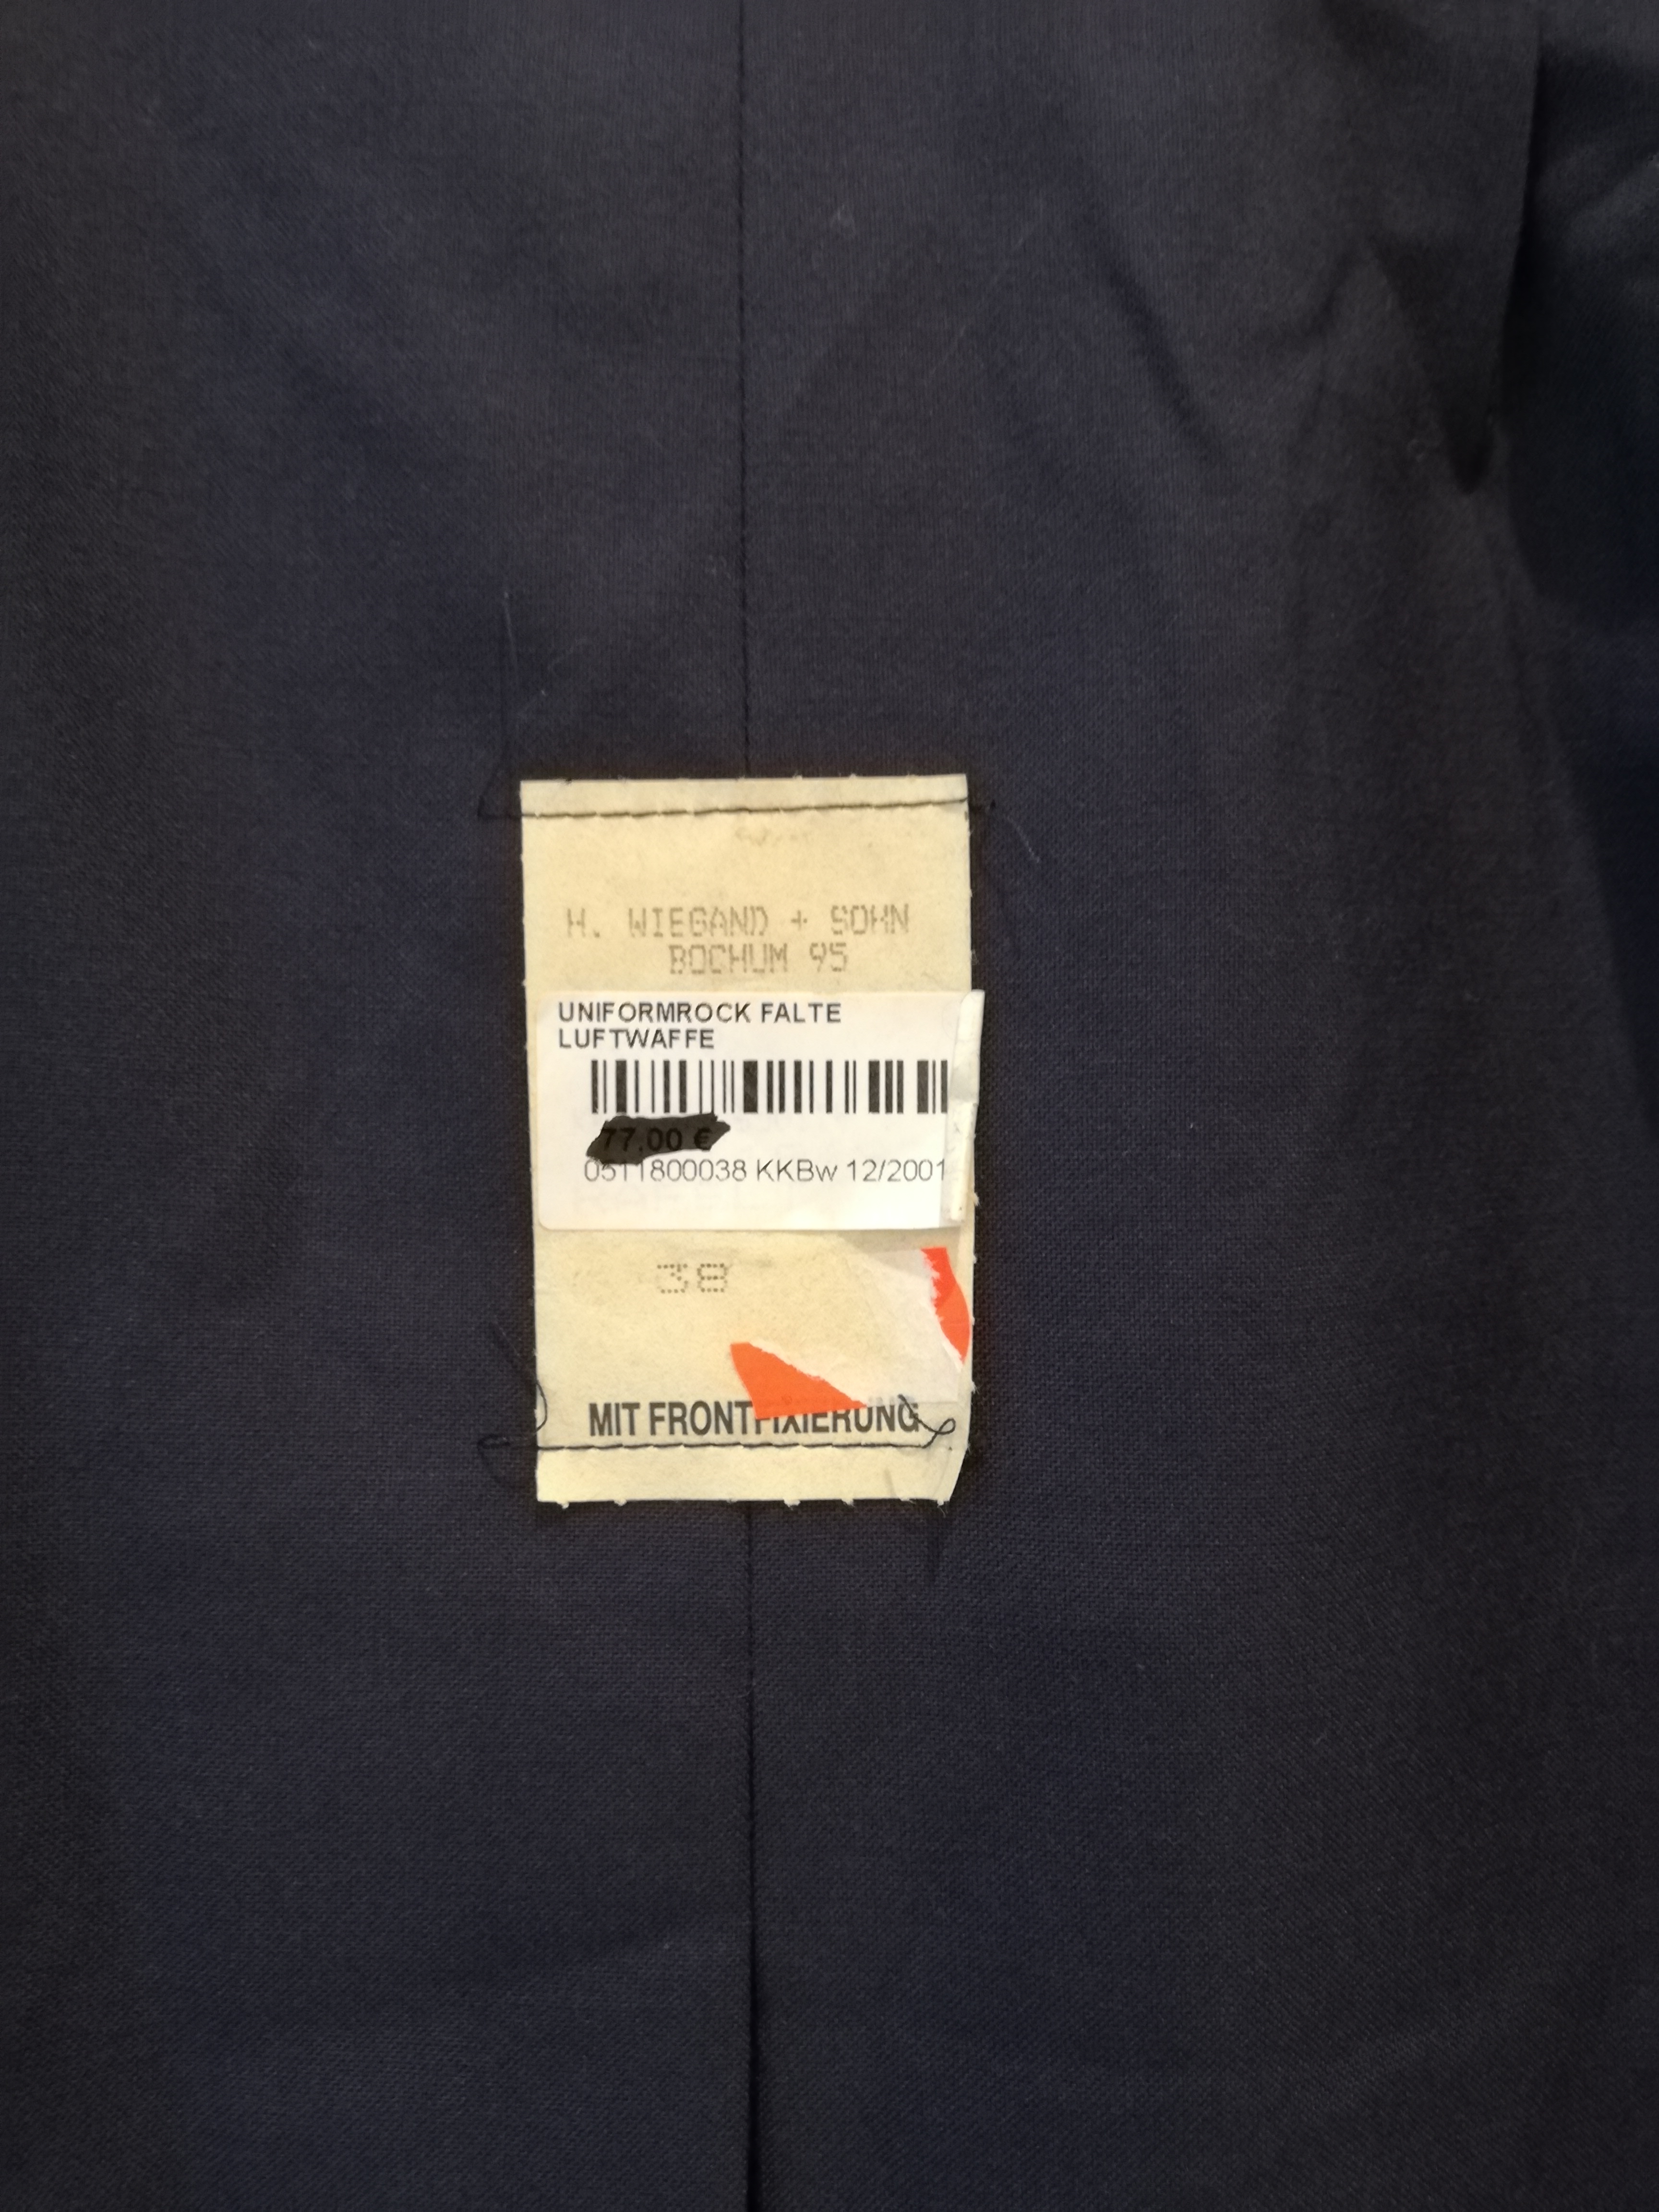 H. WIEGAND + SOHN
BOCHUM 95
UNIFORMROCK FALTE
LUFTWAFFE
77.00 €
0511800038 KKBw 12/2001
38
MIT FRONTFIXIERUNG